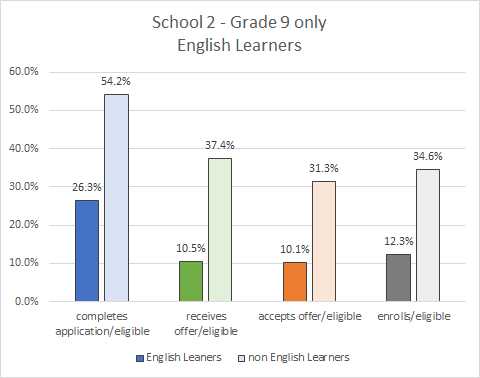 School 2 - Grade 9 only
English Learners
60.0%
50.0%
40.0%
30.0%
20.0%
10.0%
0.0%
54.2%
26.3%
37.4%
10.5%
31.3%
10.1%
34.6%
12.3%
completes
application/eligible
receives
offer/eligible
accepts offer/eligible
enrolls/eligible
English Leaners
non English Learners